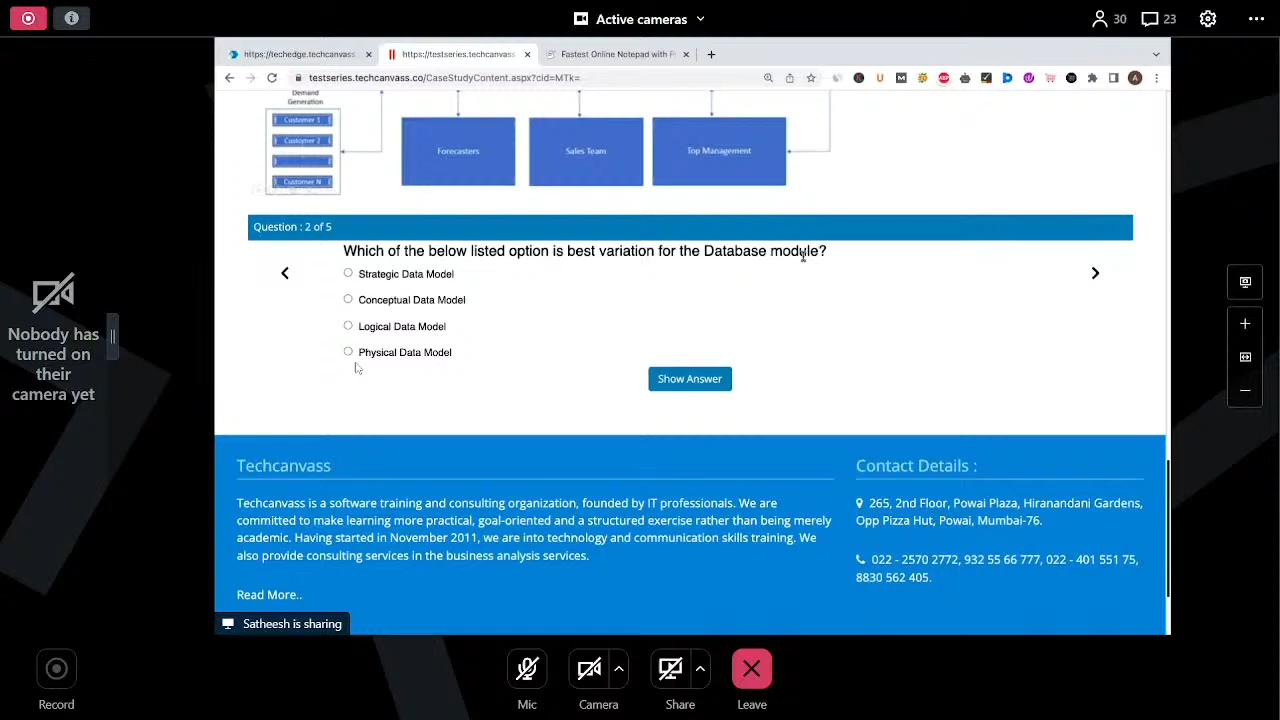 Active cameras
30
23
https://techedge.techcanvass
https://testseries.techcanvass
Fastest Online Notepad with F
testseries.techcanvass.co/CaseStudyContent.aspx?cid=MTk=
Demand
Generation
Customer 1
Customer 2
Customer N
Forecasters
Sales Team
Top Management
Question : 2 of 5
Which of the below listed option is best variation for the Database module?
Strategic Data Model
Conceptual Data Model
Logical Data Model
Physical Data Model
Show Answer
Nobody has
turned on
their
camera yet
Techcanvass
Techcanvass is a software training and consulting organization, founded by IT professionals. We are
committed to make learning more practical, goal-oriented and a structured exercise rather than being merely
academic. Having started in November 2011, we are into technology and communication skills training. We
also provide consulting services in the business analysis services.
Read More..
Contact Details :
265, 2nd Floor, Powai Plaza, Hiranandani Gardens,
Opp Pizza Hut, Powai, Mumbai-76.
022 - 2570 2772, 932 55 66 777, 022 - 401 551 75,
8830 562 405.
Satheesh is sharing
Record
Mic
Camera
Share
Leave